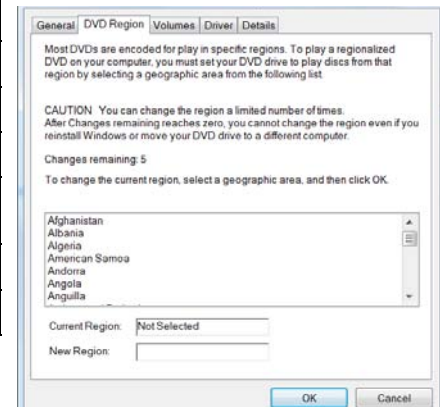 General DVD Region Volumes Driver Details
Most DVDs are encoded for play in specific regions. To play a regionalized
DVD on your computer, you must set your DVD drive to play discs from that
region by selecting a geographic area from the following list.
CAUTION You can change the region a limited number of times.
After Changes remaining reaches zero, you cannot change the region even if you
reinstall Windows or move your DVD drive to a different computer.
Changes remaining: 5
To change the current region, select a geographic area, and then click OK.
Afghanistan
Albania
Algeria
American Samoa
Andorra
Angola
Anguilla
Current Region: Not Selected
New Region:
OK Cancel